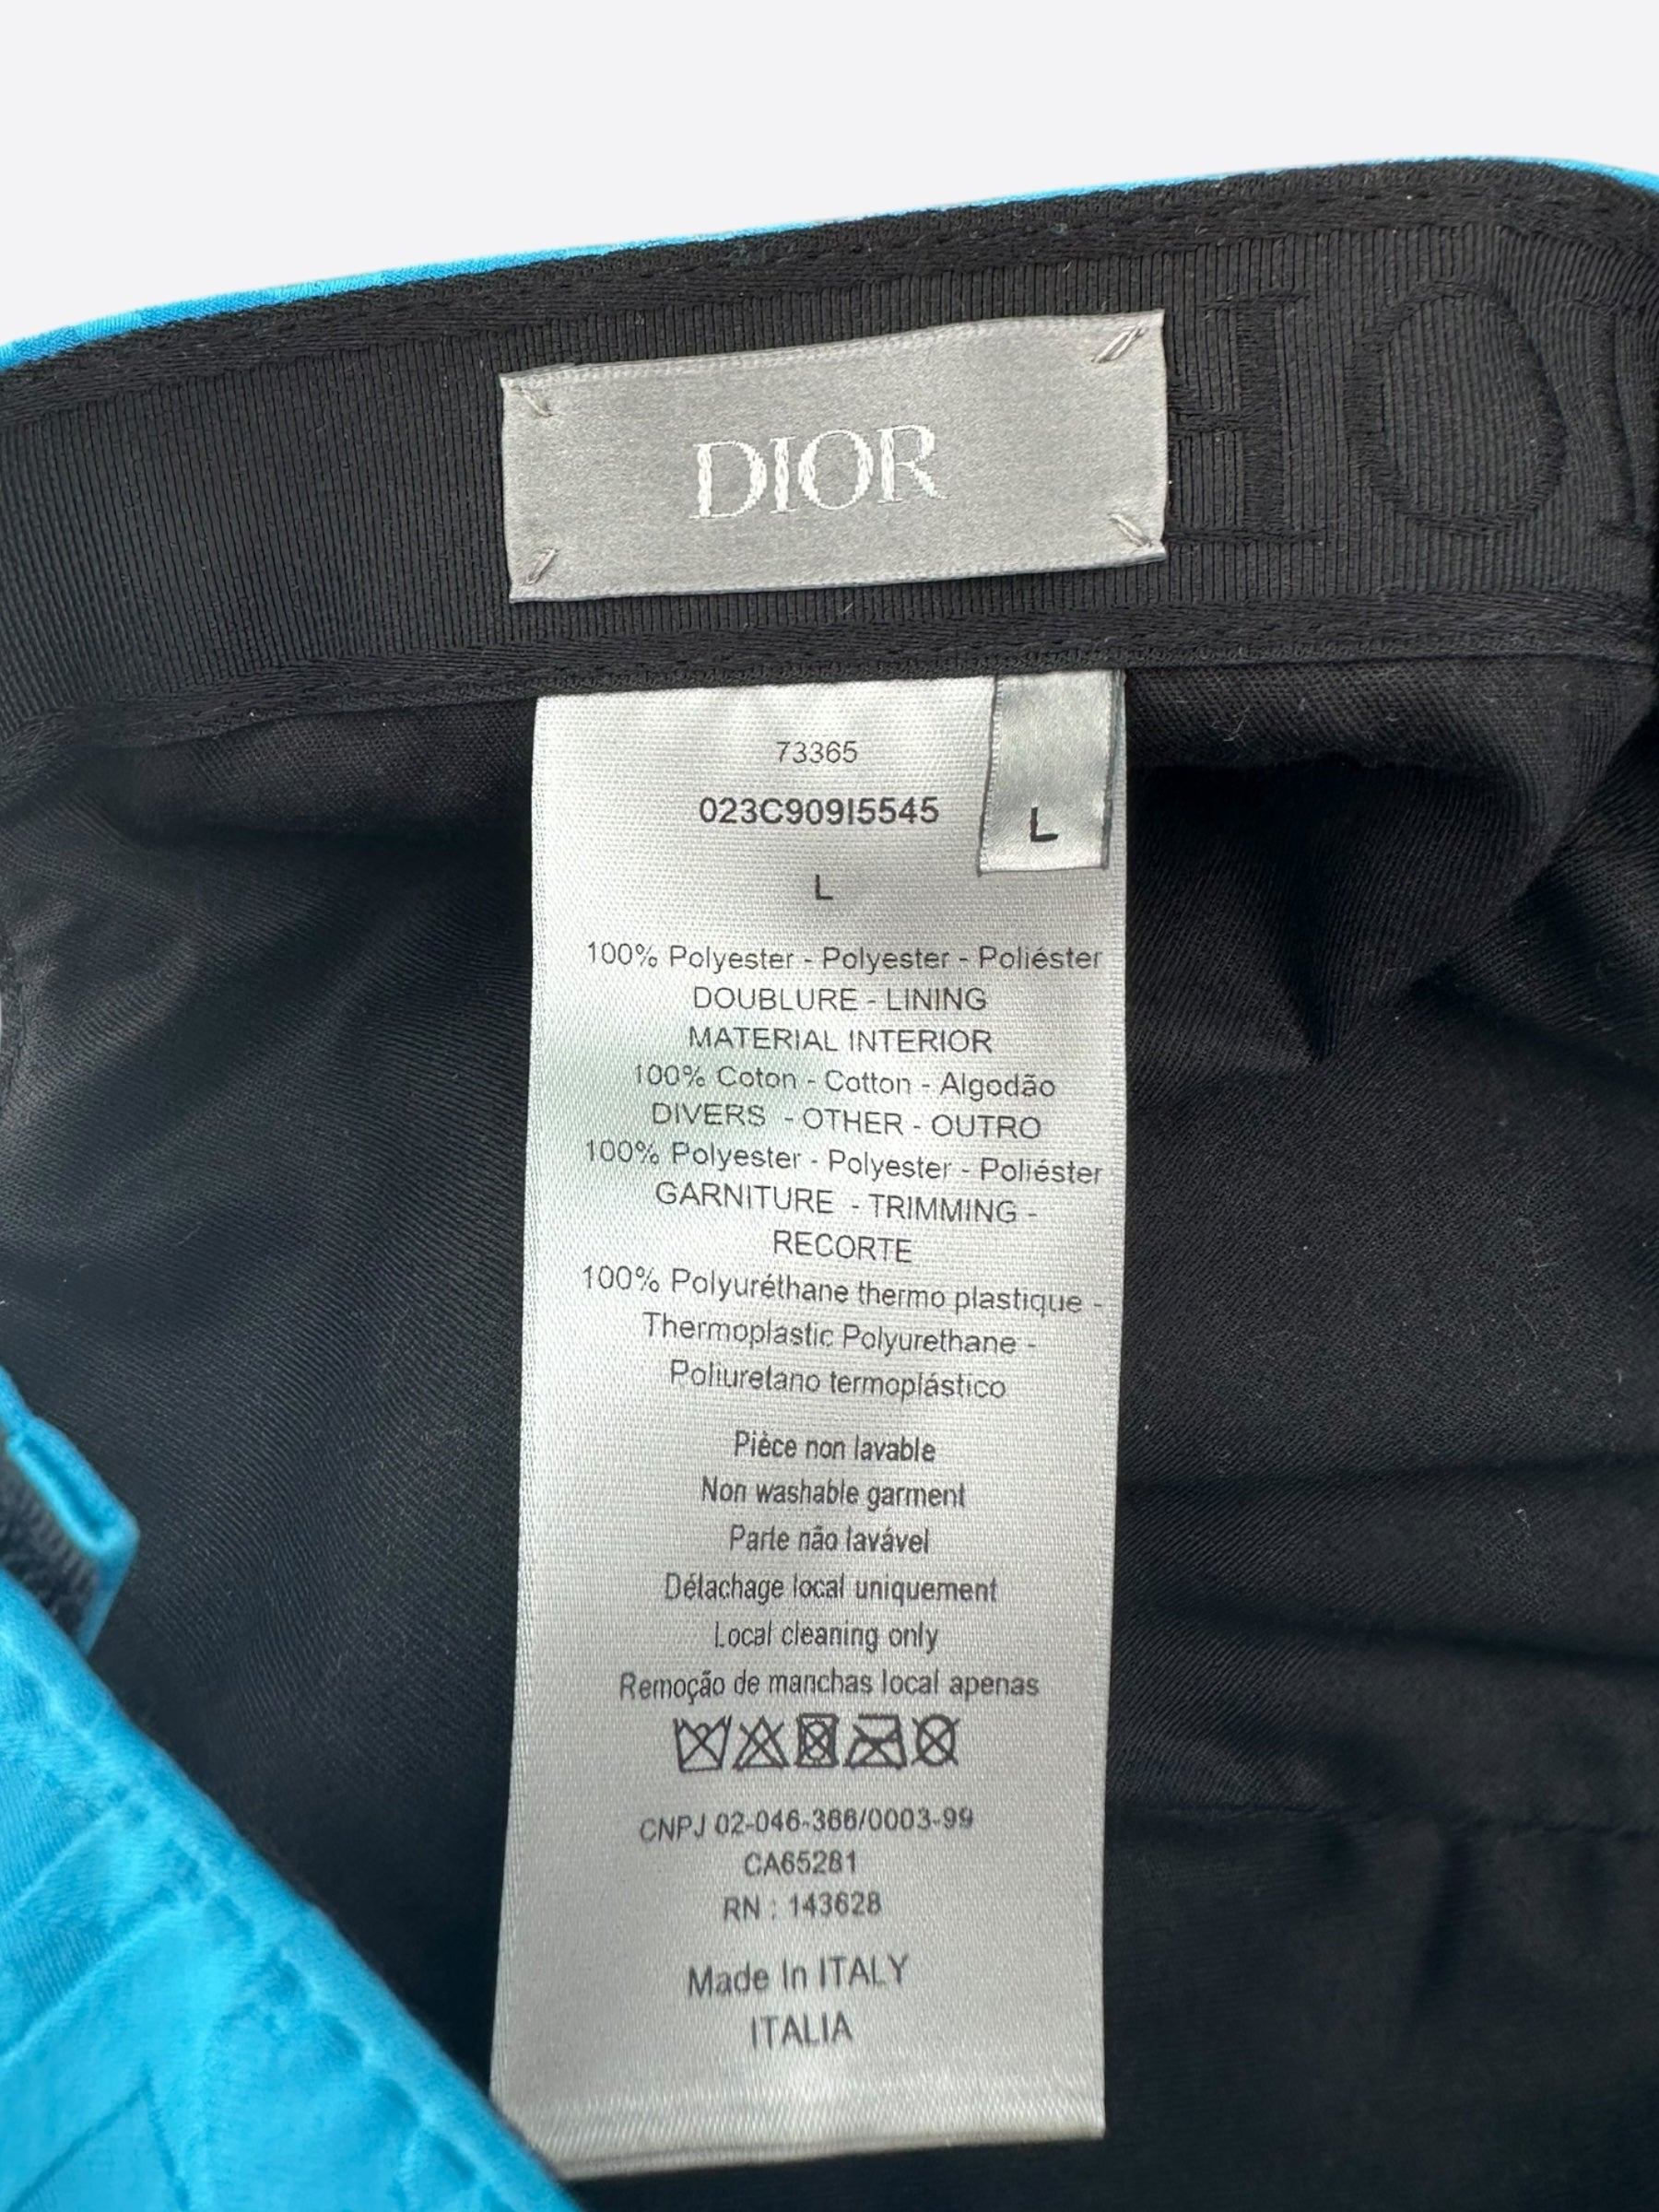 DIOR
73365
023C909I5545
L
L
100% Polyester - Polyester - Poliéster
DOUBLURE - LINING
MATERIAL INTERIOR
100% Coton - Cotton - Algodão
DIVERS - OTHER - OUTRO
100% Polyester - Polyester - Poliéster
GARNITURE - TRIMMING -
RECORTE
100% Polyuréthane thermo plastique -
Thermoplastic Polyurethane -
Poliuretano termoplástico
Pièce non lavable
Non washable garment
Parte não lavável
Délachage local uniquement
Local cleaning only
Remoção de manchas local apenas
CNPJ 02-046-366/0003-99
CA65281
RN : 143628
Made In ITALY
ITALIA